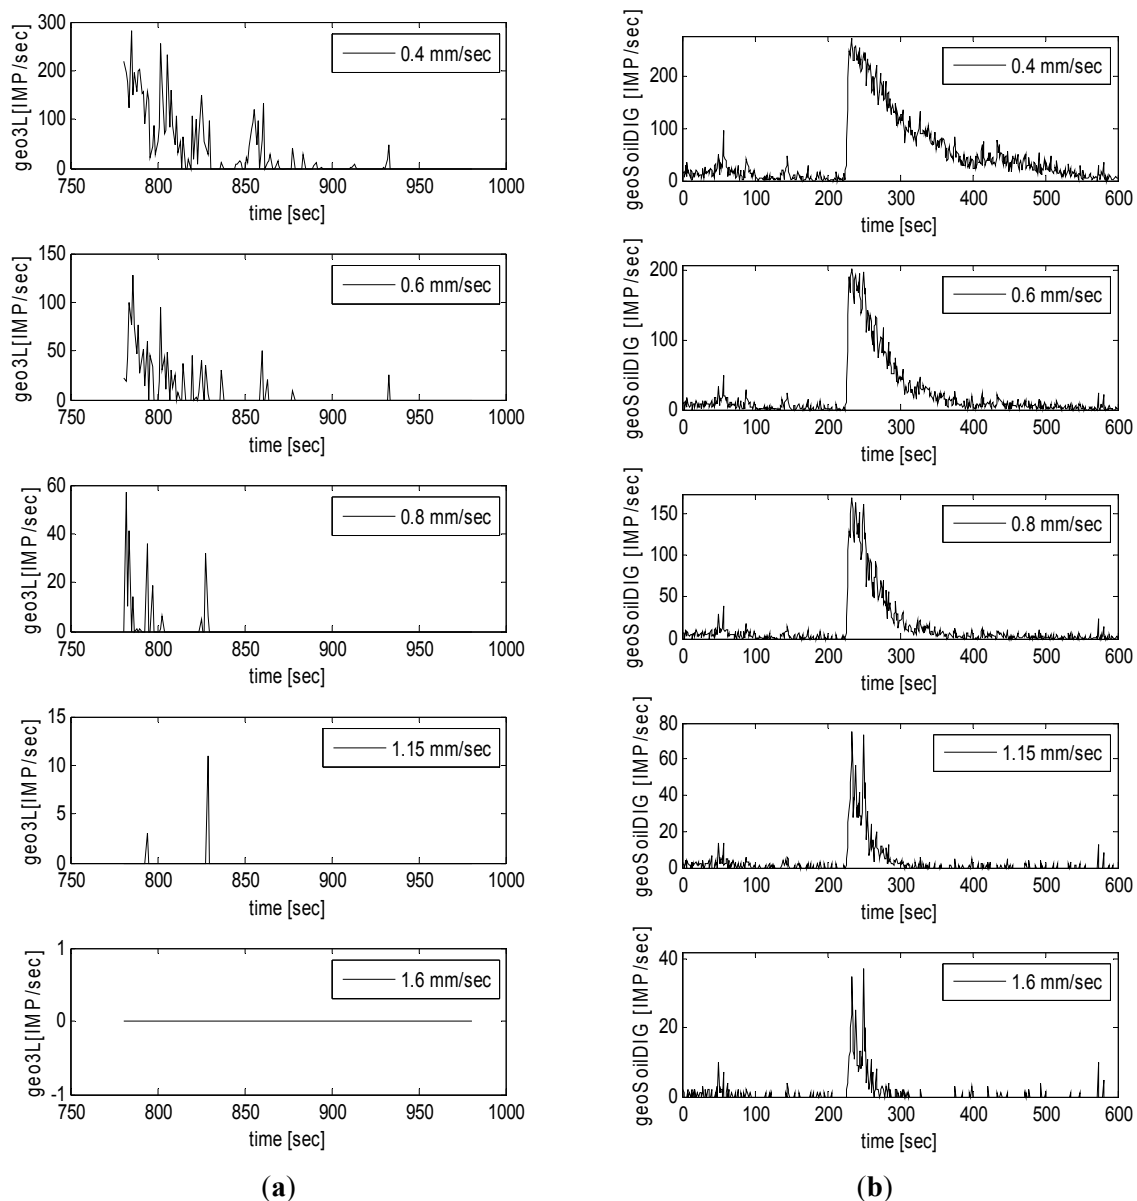 300
200
100
0
geo3L[IMP/sec]
0.4 mm/sec
750 800 850 900 950 1000
time [sec]
150
100
50
0
geo3L[IMP/sec]
0.6 mm/sec
750 800 850 900 950 1000
time [sec]
60
40
20
0
geo3L[IMP/sec]
0.8 mm/sec
750 800 850 900 950 1000
time [sec]
15
10
5
0
geo3L[IMP/sec]
1.15 mm/sec
750 800 850 900 950 1000
time [sec]
1
0
-1
geo3L[IMP/sec]
1.6 mm/sec
750 800 850 900 950 1000
time [sec]
(a)
200
100
0
geoSoilDIG [IMP/sec]
0.4 mm/sec
0 100 200 300 400 500 600
time [sec]
200
100
0
geoSoilDIG [IMP/sec]
0.6 mm/sec
0 100 200 300 400 500 600
time [sec]
150
100
50
0
geoSoilDIG [IMP/sec]
0.8 mm/sec
0 100 200 300 400 500 600
time [sec]
80
60
40
20
0
geoSoilDIG [IMP/sec]
1.15 mm/sec
0 100 200 300 400 500 600
time [sec]
40
20
0
geoSoilDIG [IMP/sec]
1.6 mm/sec
0 100 200 300 400 500 600
time [sec]
(b)